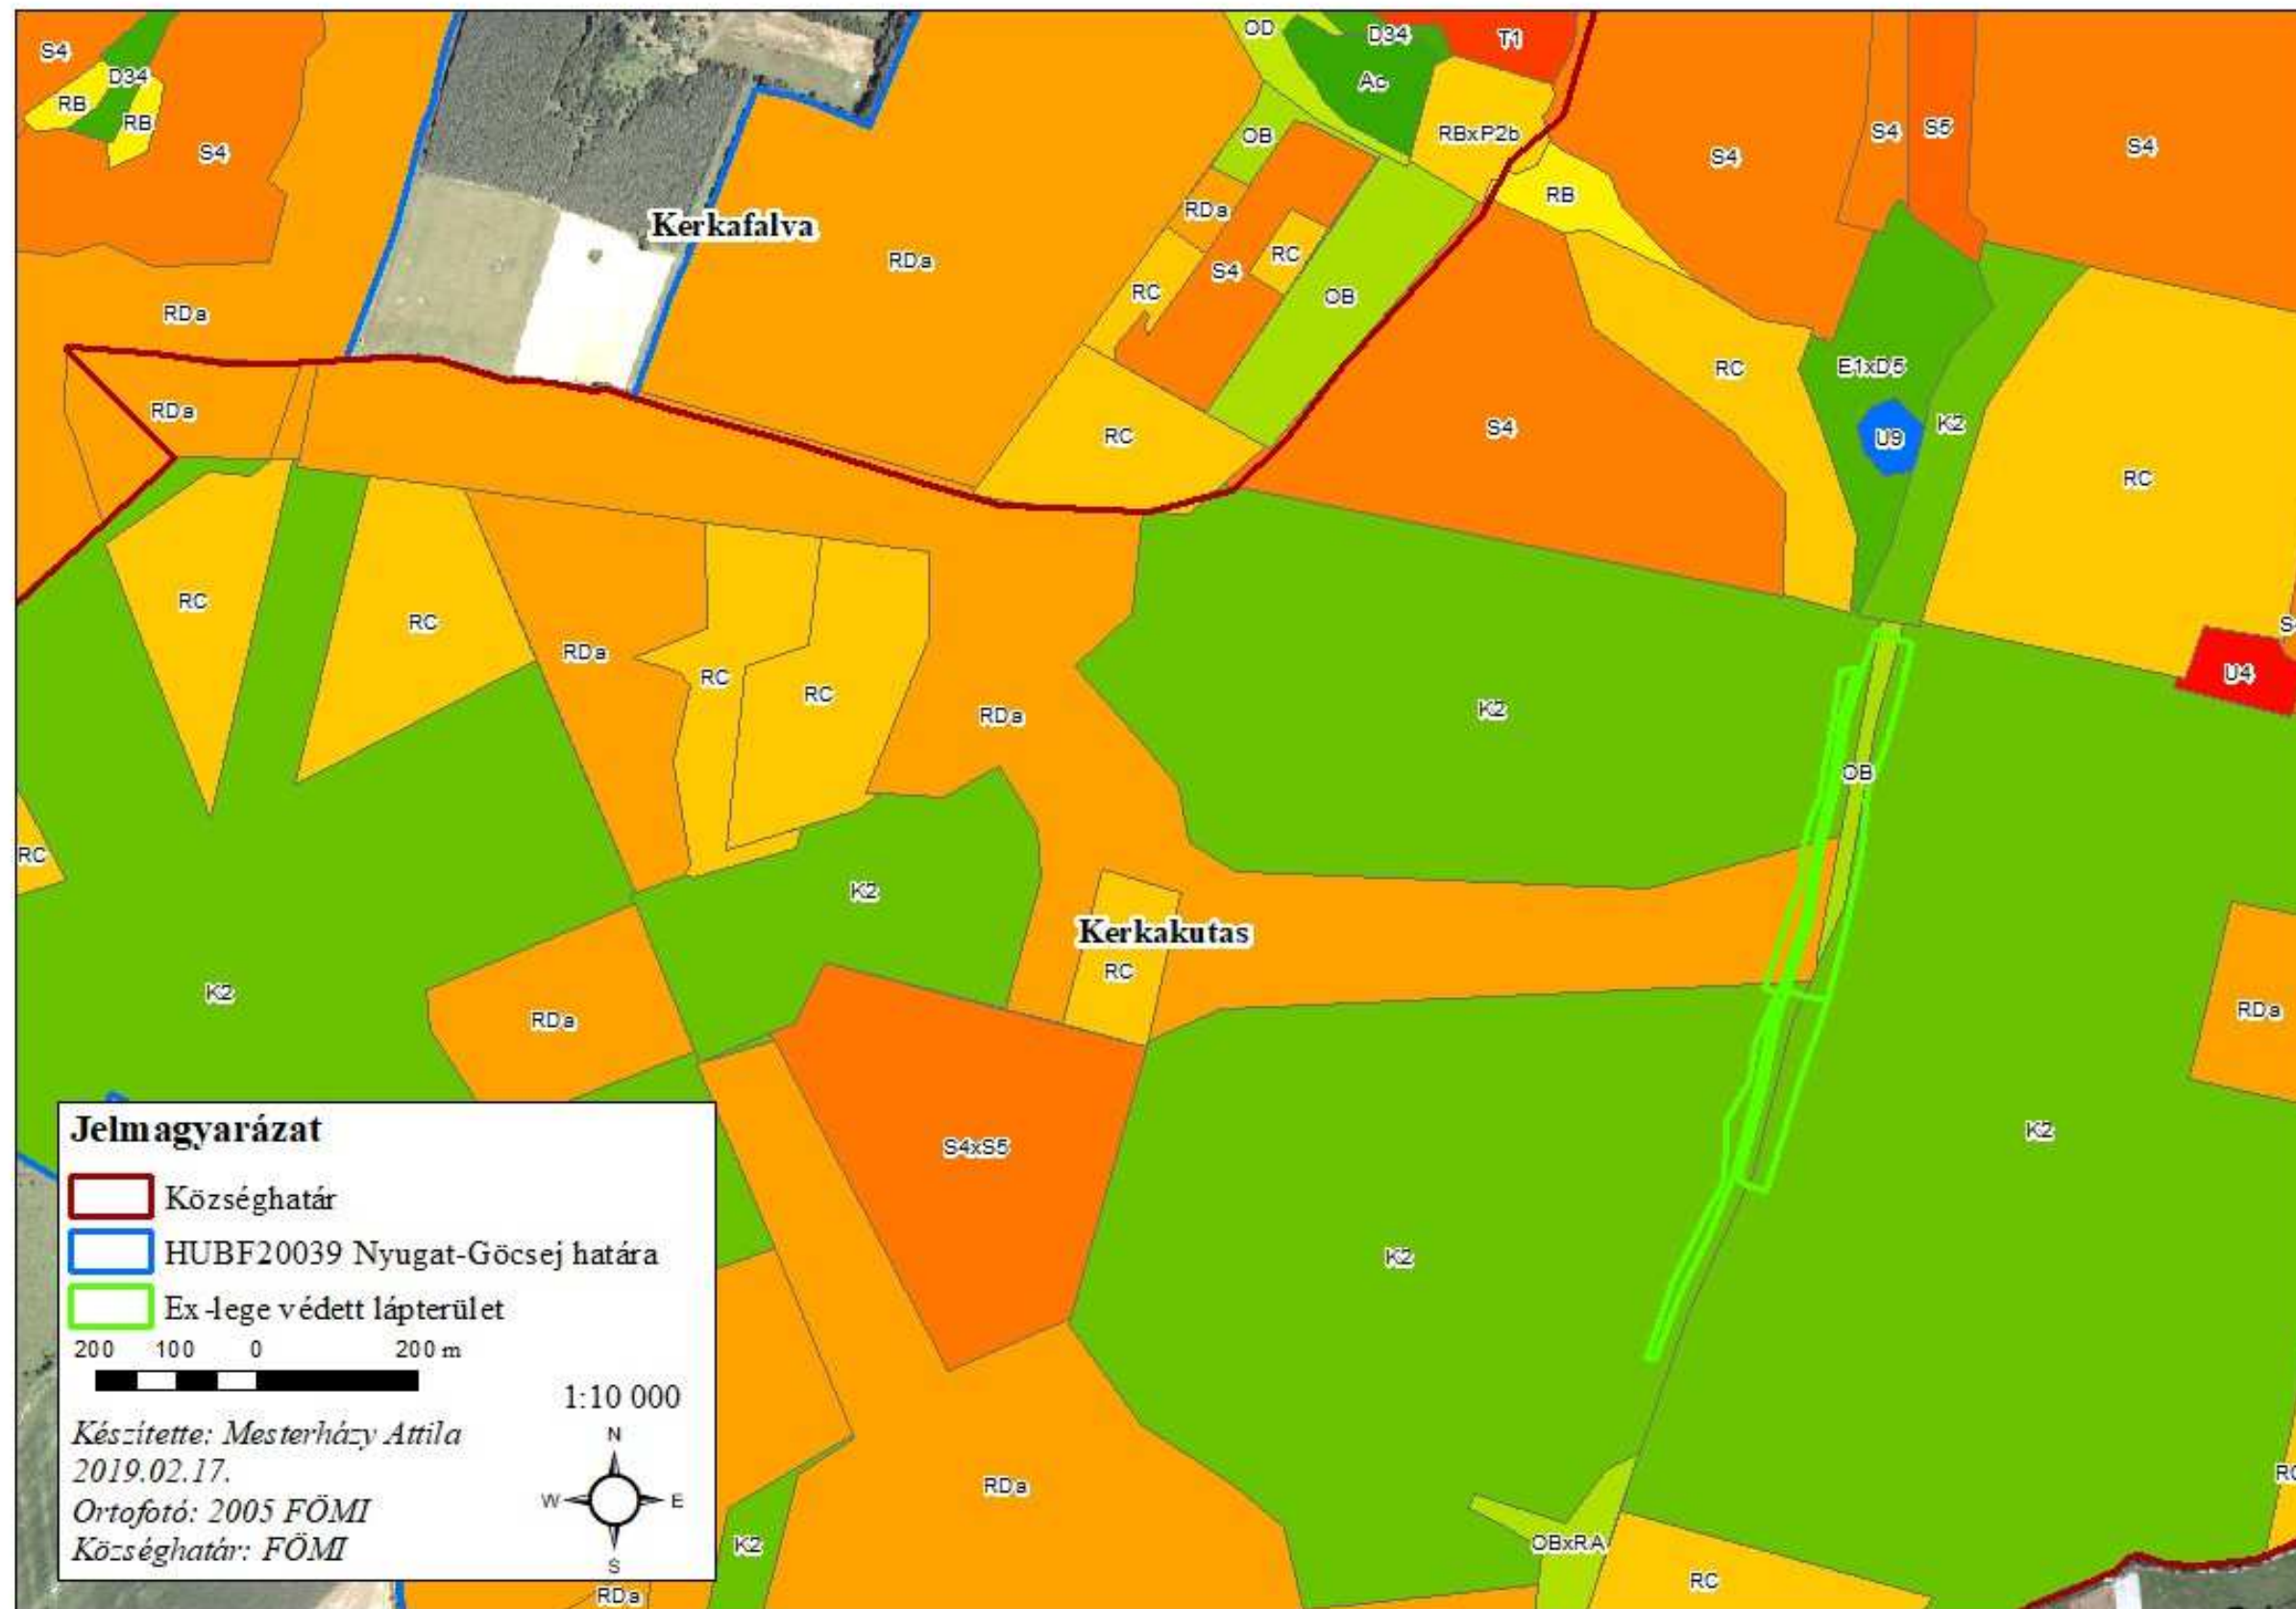 OD
D34
T1
S4
D34
Ac
RB
RB
OB
RBxP2b
S4
S5
S4
S4
S4
RB
Kerkafalva
RDa
RDa
RC
S4
RC
OB
RDa
RC
E1xD5
RDa
RC
S4
U9
K2
RC
RC
RC
S
RDa
RC
RC
U4
RDa
K2
OB
RC
K2
Kerkakutas
RC
K2
RDa
RDa
K2
S4xS5
K2
RDa
RC
OBxRA
K2
RC
RDa
Jelmagyarázat
Községhatár
HUBF20039 Nyugat-Göcsej határa
Ex-lege védett lápterület
200 100 0 200 m
1:10 000
Készítette: Mesterházy Attila
2019.02.17.
Ortofotó: 2005 FÖMI
Községhatár: FÖMI
N
W E
S
K2